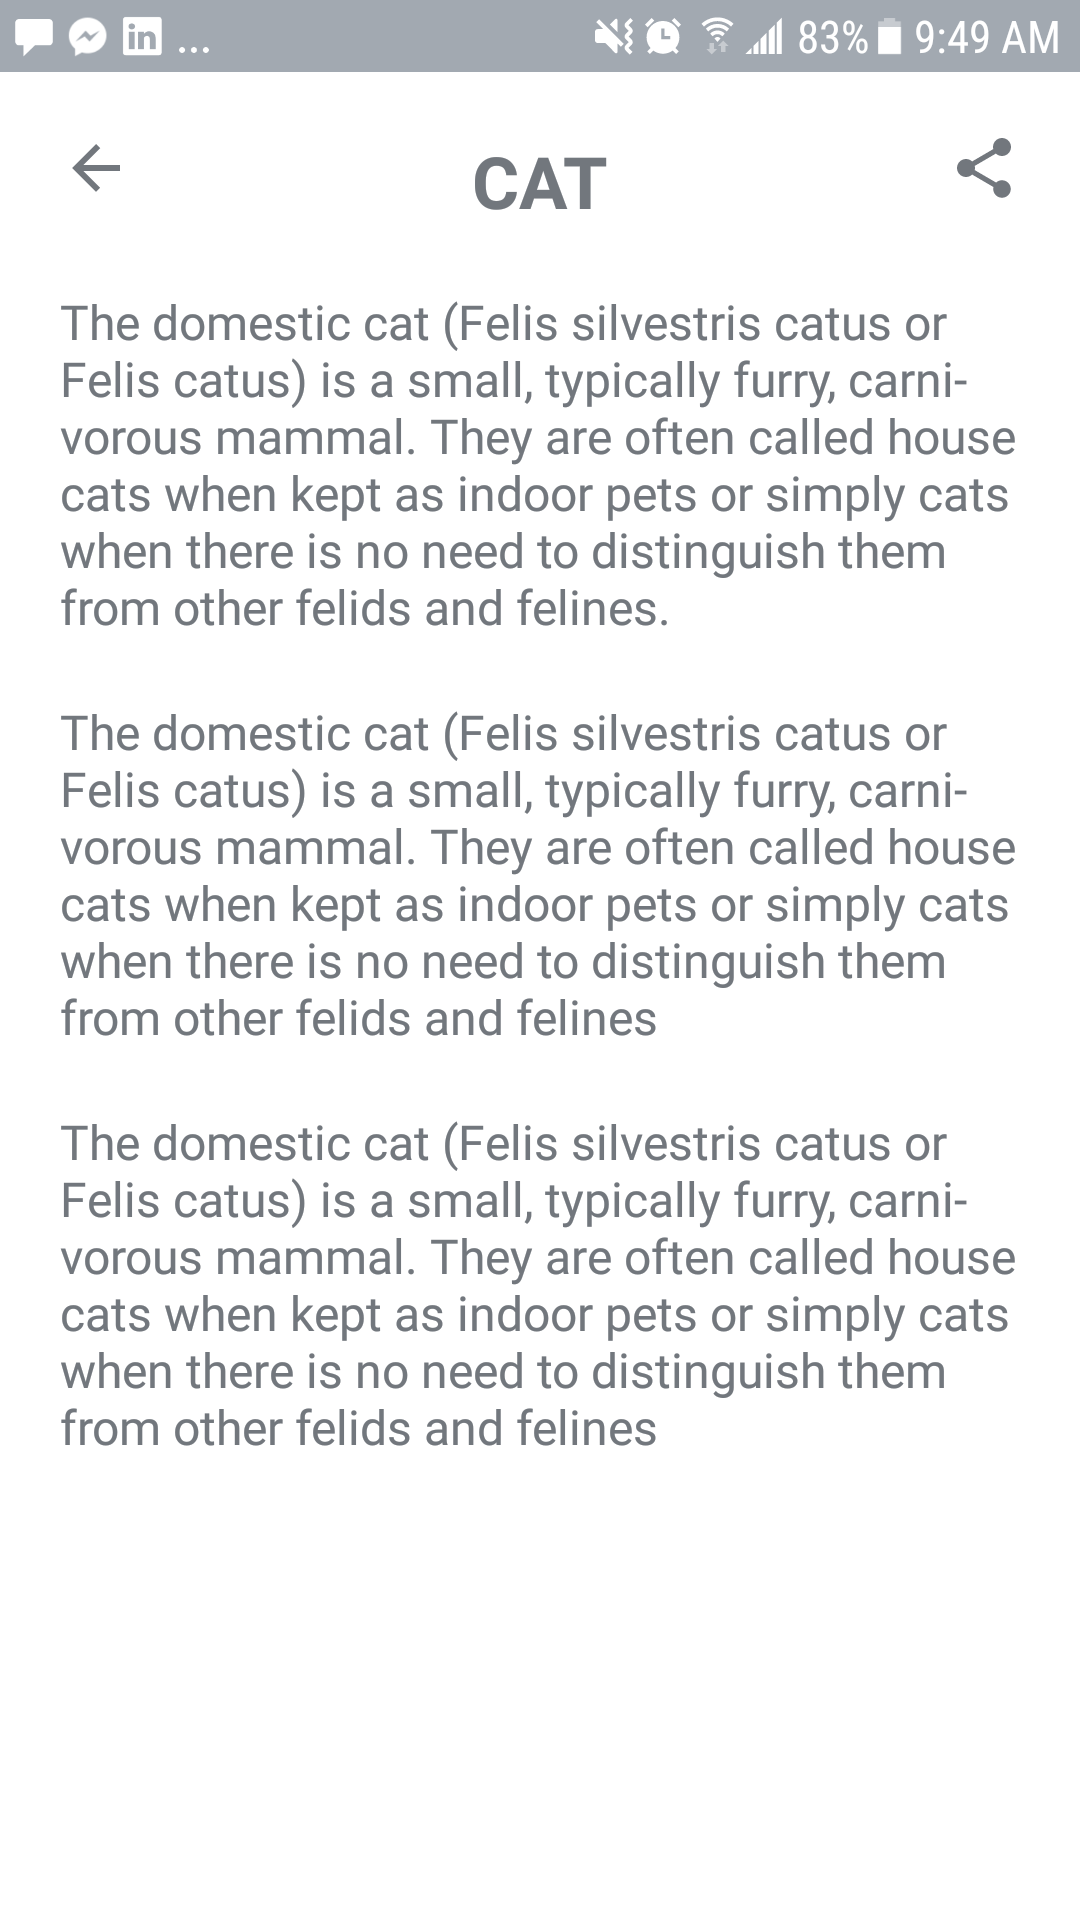 ... 83% 9:49 AM
CAT
The domestic cat (Felis silvestris catus or
Felis catus) is a small, typically furry, carni-
vorous mammal. They are often called house
cats when kept as indoor pets or simply cats
when there is no need to distinguish them
from other felids and felines.
The domestic cat (Felis silvestris catus or
Felis catus) is a small, typically furry, carni-
vorous mammal. They are often called house
cats when kept as indoor pets or simply cats
when there is no need to distinguish them
from other felids and felines
The domestic cat (Felis silvestris catus or
Felis catus) is a small, typically furry, carni-
vorous mammal. They are often called house
cats when kept as indoor pets or simply cats
when there is no need to distinguish them
from other felids and felines